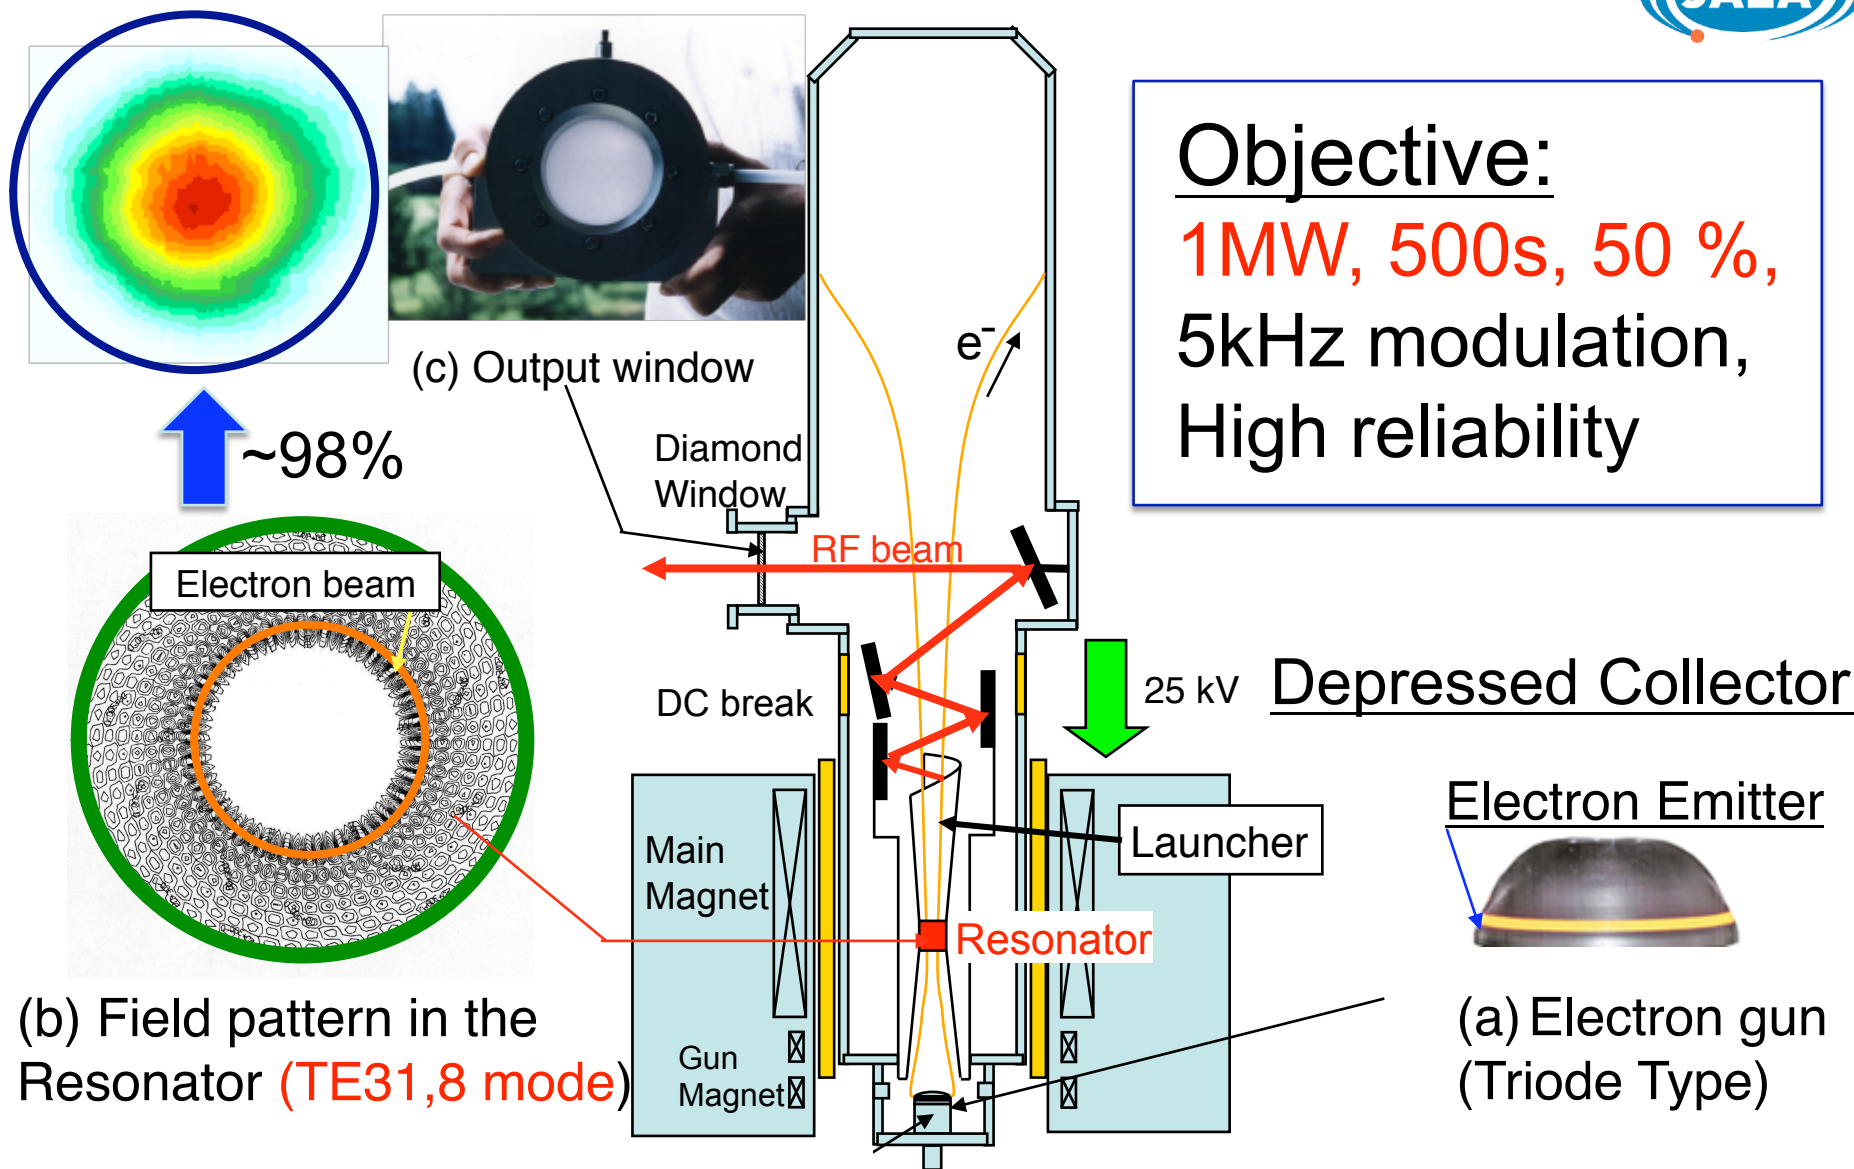 JAEA
Objective:
1MW, 500s, 50 %,
5kHz modulation,
High reliability
(c) Output window
e-
~98%
Diamond
Window
RF beam
Electron beam
DC break
25 kV
Depressed Collector
Electron Emitter
Launcher
Main
Magnet
Resonator
(b) Field pattern in the
Resonator (TE31,8 mode)
Gun
Magnet
(a) Electron gun
(Triode Type)